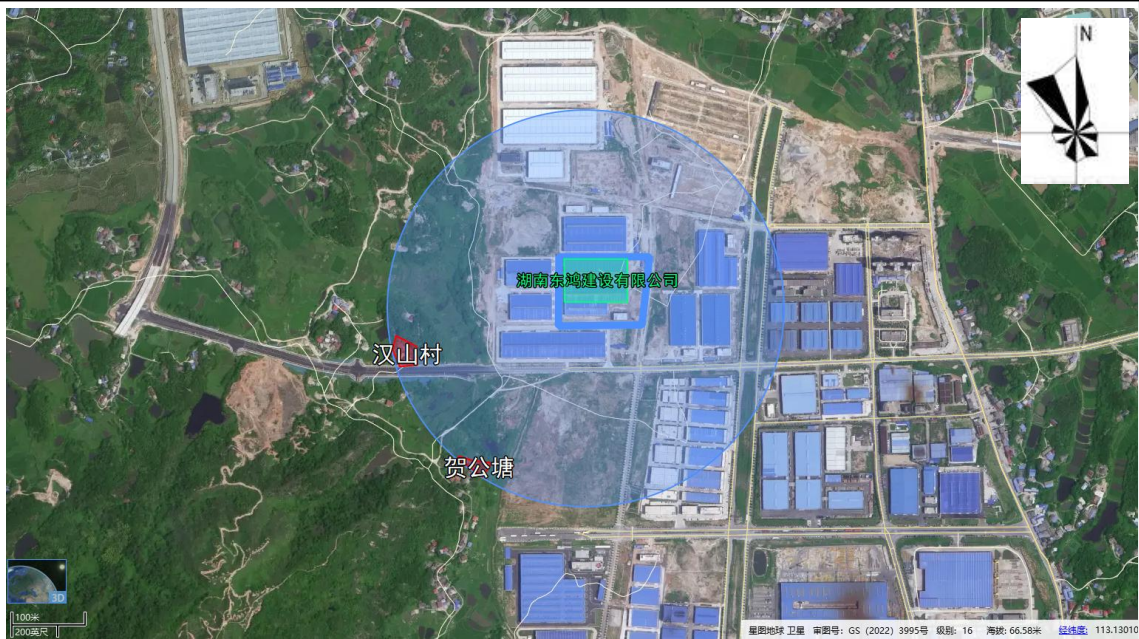 N
湖南东鸿建设有限公司
汉山村
贺公塘
3D
100米
200英尺
星图地球 卫星 审图号: GS (2022) 3995号 级别: 16 海拔: 66.58米 经纬度: 113.13010